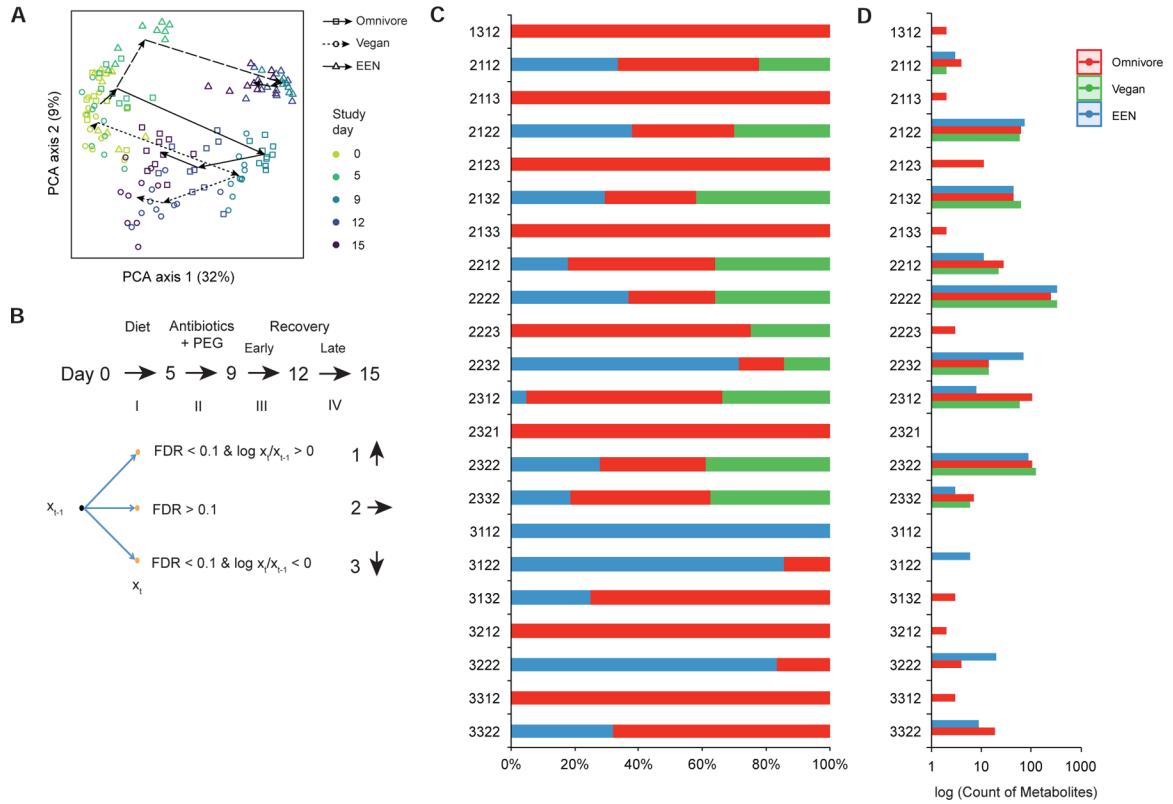 A
Omnivore
Vegan
EEN
Study
day
0
5
9
12
15
PCA axis 2 (9%)
PCA axis 1 (32%)
B
Diet Antibiotics + PEG Recovery
Early Late
Day 0 5 9 12 15
I II III IV
FDR < 0.1 & log xt/xt-1 > 0 1
xt-1 FDR > 0.1 2
FDR < 0.1 & log xt/xt-1 < 0 3
xt
C
1312
2112
2113
2122
2123
2132
2133
2212
2222
2223
2232
2312
2321
2322
2332
3112
3122
3132
3212
3222
3312
3322
0% 20% 40% 60% 80% 100%
D
Omnivore
Vegan
EEN
1312
2112
2113
2122
2123
2132
2133
2212
2222
2223
2232
2312
2321
2322
2332
3112
3122
3132
3212
3222
3312
3322
1 10 100 1000
log (Count of Metabolites)